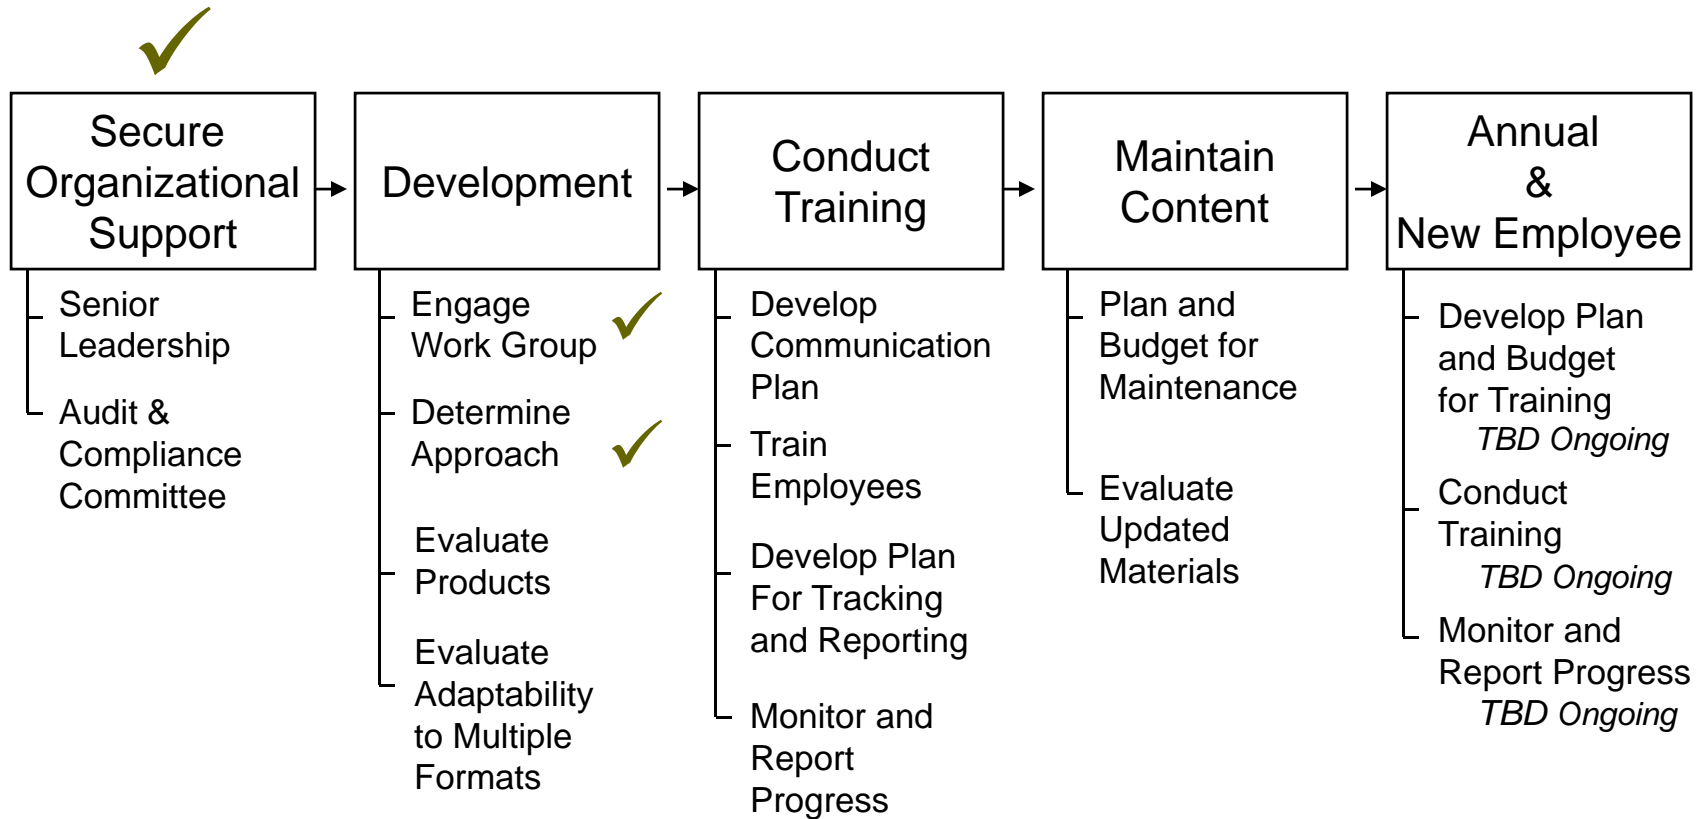 Secure
Organizational
Support
Senior
Leadership
Audit &
Compliance
Committee
Development
Engage
Work Group
Determine
Approach
Evaluate
Products
Evaluate
Adaptability
to Multiple
Formats
Conduct
Training
Develop
Communication
Plan
Train
Employees
Develop Plan
For Tracking
and Reporting
Monitor and
Report
Progress
Maintain
Content
Plan and
Budget for
Maintenance
Evaluate
Updated
Materials
Annual
&
New Employee
Develop Plan
and Budget
for Training
TBD Ongoing
Conduct
Training
TBD Ongoing
Monitor and
Report Progress
TBD Ongoing